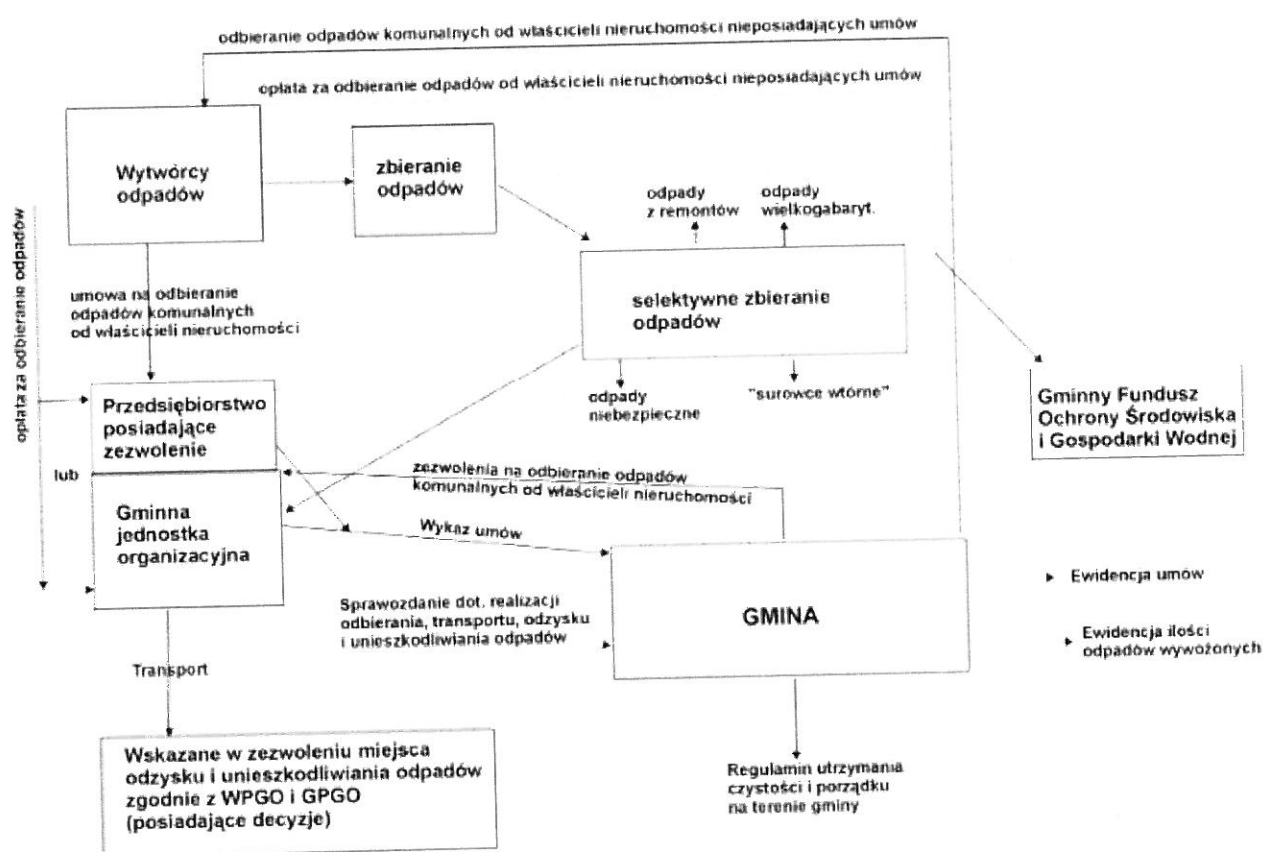 odbieranie odpadów komunalnych od właścicieli nieruchomości nieposiadających umów
opłata za odbieranie odpadów od właścicieli nieruchomości nieposiadających umów
Wytwórcy
odpadów
zbieranie
odpadów
odpady
z remontów
odpady
wielkogabaryt.
opłata za odbieranie odpadów
umowa na odbieranie
odpadów komunalnych
od właścicieli nieruchomości
selektywne zbieranie
odpadów
odpady
niebezpieczne
"surowce wtórne"
Gminny Fundusz
Ochrony Środowiska
i Gospodarki Wodnej
Przedsiębiorstwo
posiadające
zezwolenie
lub
zezwolenia na odbieranie odpadów
komunalnych od właścicieli nieruchomości
Gminna
jednostka
organizacyjna
Wykaz umów
Sprawozdanie dot. realizacji
odbierania, transportu, odzysku
i unieszkodliwiania odpadów
GMINA
Ewidencja umów
Ewidencja ilości
odpadów wywożonych
Transport
Wskazane w zezwoleniu miejsca
odzysku i unieszkodliwiania odpadów
zgodnie z WPGO i GPGO
(posiadające decyzje)
Regulamin utrzymania
czystości i porządku
na terenie gminy